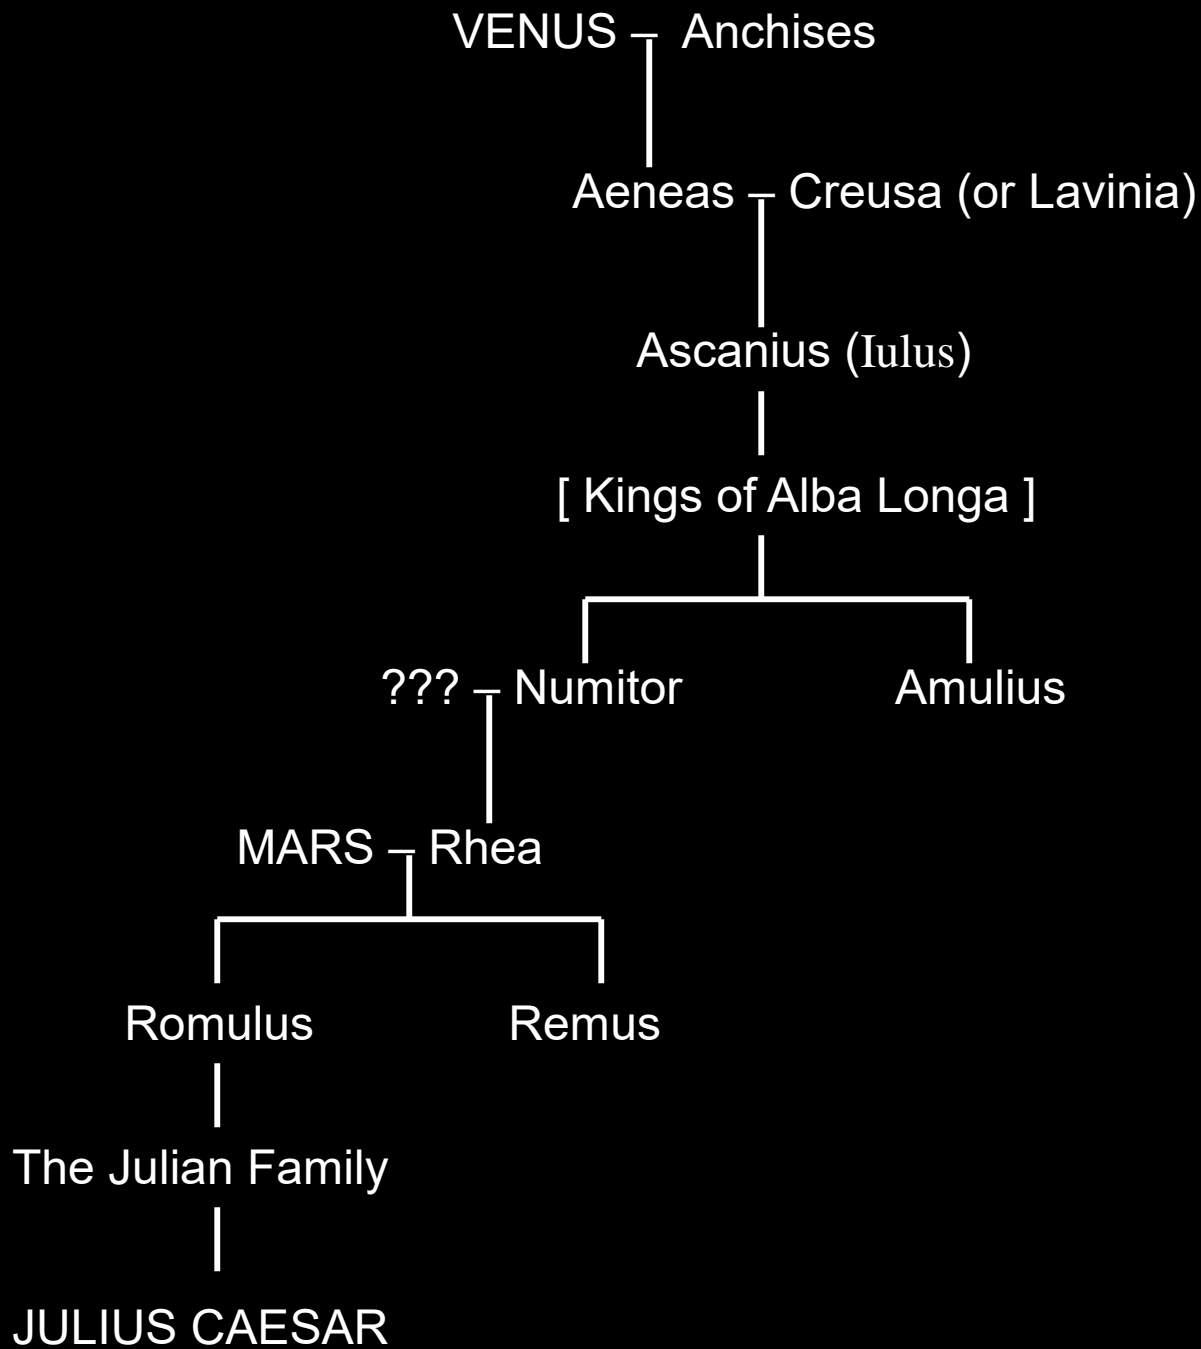 VENUS – Anchises
Aeneas – Creusa (or Lavinia)
Ascanius (Iulus)
[ Kings of Alba Longa ]
??? – Numitor Amulius
MARS – Rhea
Romulus Remus
The Julian Family
JULIUS CAESAR